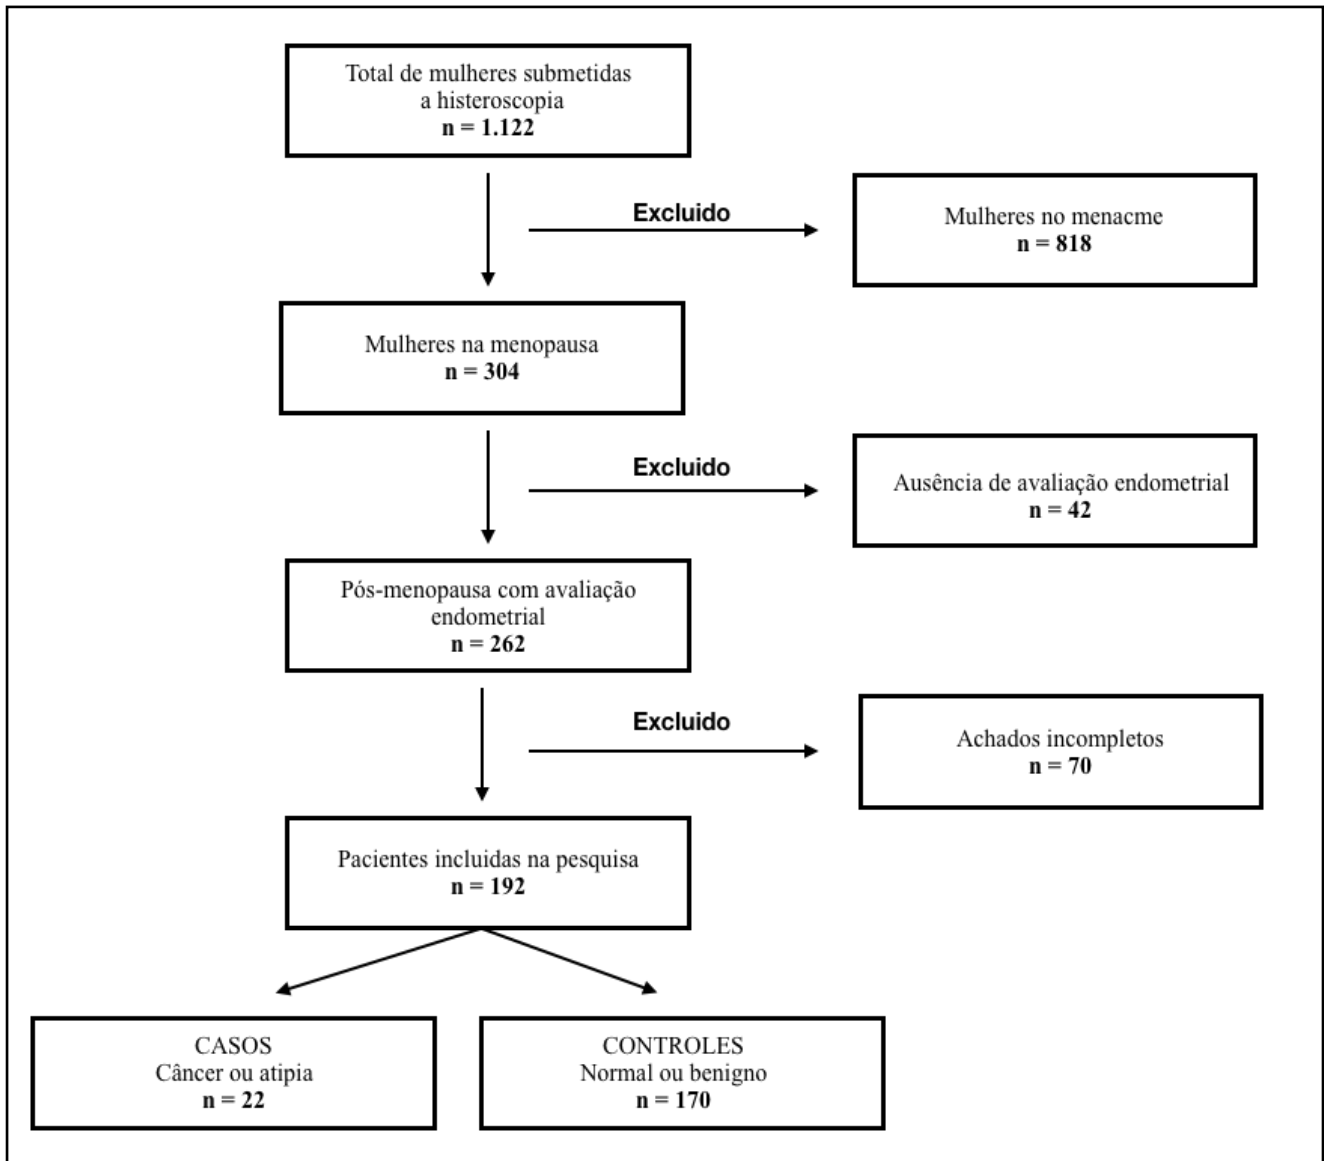 Total de mulheres submetidas
a histeroscopia
n = 1.122
Excluido
Mulheres no menacme
n = 818
Mulheres na menopausa
n = 304
Excluido
Ausência de avaliação endometrial
n = 42
Pós-menopausa com avaliação
endometrial
n = 262
Excluido
Achados incompletos
n = 70
Pacientes incluidas na pesquisa
n = 192
CASOS
Câncer ou atipia
n = 22
CONTROLES
Normal ou benigno
n = 170